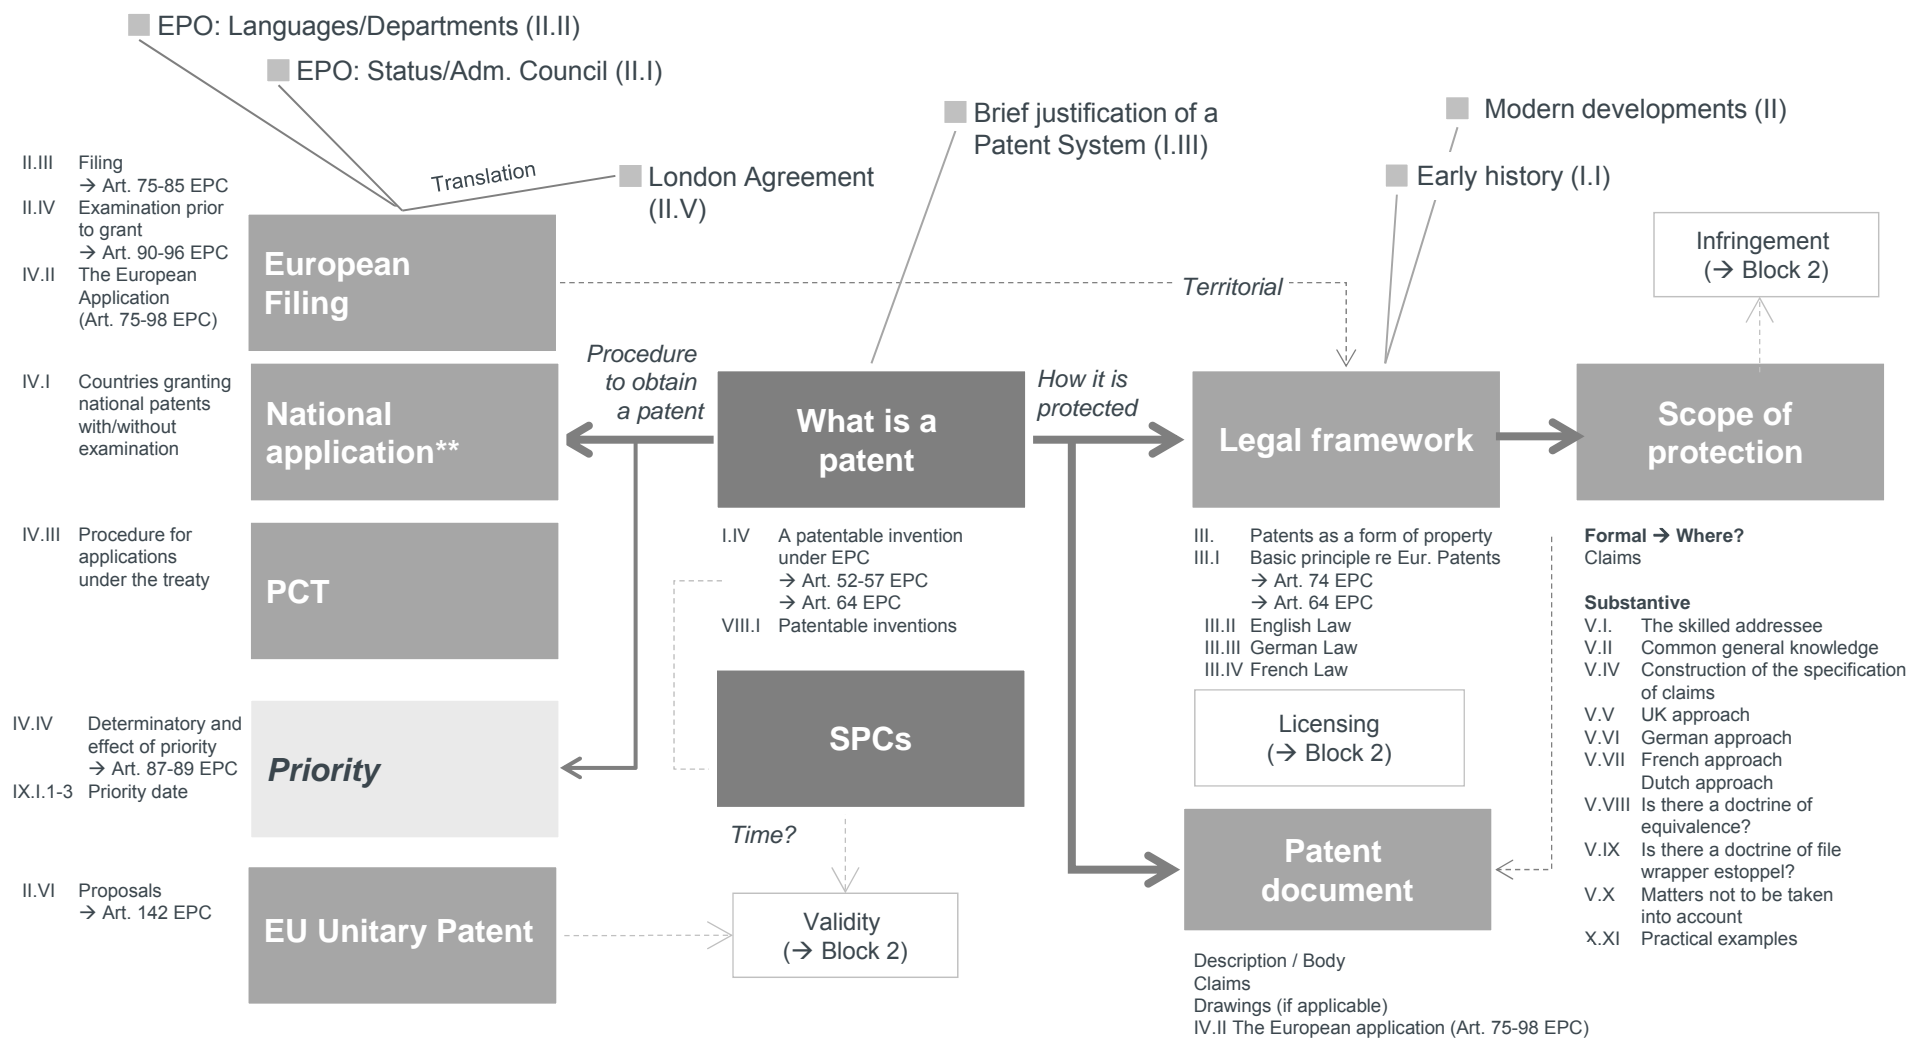 EPO: Languages/Departments (II.II)
EPO: Status/Adm. Council (II.I)
Brief justification of a
Patent System (I.III)
Modern developments (II)
Early history (I.I)
Translation
London Agreement
(II.V)
II.III Filing
→ Art. 75-85 EPC
II.IV Examination prior
to grant
→ Art. 90-96 EPC
IV.II The European
Application
(Art. 75-98 EPC)
European
Filing
Territorial
Infringement
(→ Block 2)
IV.I Countries granting
national patents
with/without
examination
National
application**
Procedure
to obtain
a patent
What is a
patent
How it is
protected
Legal framework
Scope of
protection
IV.III Procedure for
applications
under the treaty
PCT
I.IV A patentable invention
under EPC
→ Art. 52-57 EPC
→ Art. 64 EPC
VIII.I Patentable inventions
III. Patents as a form of property
III.I Basic principle re Eur. Patents
→ Art. 74 EPC
→ Art. 64 EPC
III.II English Law
III.III German Law
III.IV French Law
Formal → Where?
Claims
Substantive
V.I. The skilled addressee
V.II Common general knowledge
V.IV Construction of the specification
of claims
V.V UK approach
V.VI German approach
V.VII French approach
Dutch approach
V.VIII Is there a doctrine of
equivalence?
V.IX Is there a doctrine of file
wrapper estoppel?
V.X Matters not to be taken
into account
X.XI Practical examples
IV.IV Determinatory and
effect of priority
→ Art. 87-89 EPC
IX.I.1-3 Priority date
Priority
SPCs
Time?
Licensing
(→ Block 2)
II.VI Proposals
→ Art. 142 EPC
EU Unitary Patent
Validity
(→ Block 2)
Patent
document
Description / Body
Claims
Drawings (if applicable)
IV.II The European application (Art. 75-98 EPC)